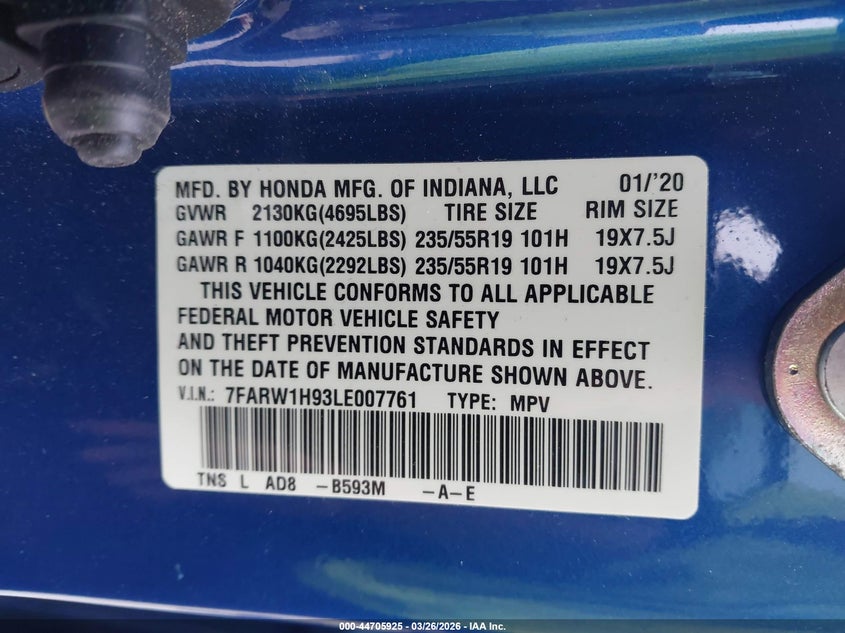 MFD. BY HONDA MFG. OF INDIANA, LLC 01/'20
GVWR 2130KG(4695LBS) TIRE SIZE RIM SIZE
GAWR F 1100KG(2425LBS) 235/55R19 101H 19X7.5J
GAWR R 1040KG(2292LBS) 235/55R19 101H 19X7.5J
THIS VEHICLE CONFORMS TO ALL APPLICABLE
FEDERAL MOTOR VEHICLE SAFETY
AND THEFT PREVENTION STANDARDS IN EFFECT
ON THE DATE OF MANUFACTURE SHOWN ABOVE.
V.I.N.: 7FARW1H93LE007761 TYPE: MPV
TNS L AD8 -B593M -A-E
000-44705925 | 03/26/2026 | IAA Inc.